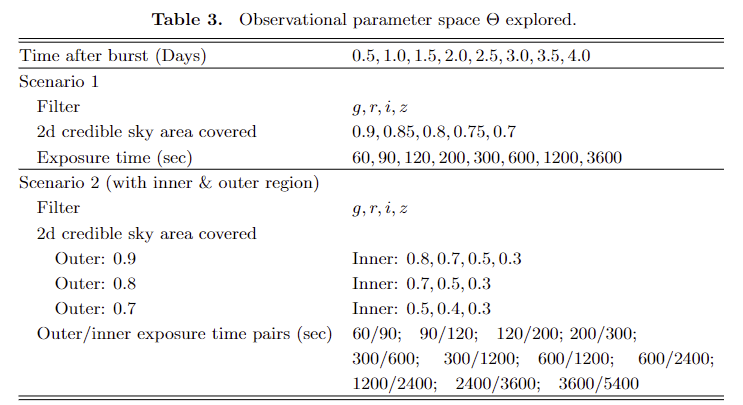 Table 3. Observational parameter space Θ explored.
Time after burst (Days) 0.5, 1.0, 1.5, 2.0, 2.5, 3.0, 3.5, 4.0
Scenario 1
Filter g, r, i, z
2d credible sky area covered 0.9, 0.85, 0.8, 0.75, 0.7
Exposure time (sec) 60, 90, 120, 200, 300, 600, 1200, 3600
Scenario 2 (with inner & outer region)
Filter g, r, i, z
2d credible sky area covered
Outer: 0.9 Inner: 0.8, 0.7, 0.5, 0.3
Outer: 0.8 Inner: 0.7, 0.5, 0.3
Outer: 0.7 Inner: 0.5, 0.4, 0.3
Outer/inner exposure time pairs (sec) 60/90; 90/120; 120/200; 200/300;
300/600; 300/1200; 600/1200; 600/2400;
1200/2400; 2400/3600; 3600/5400